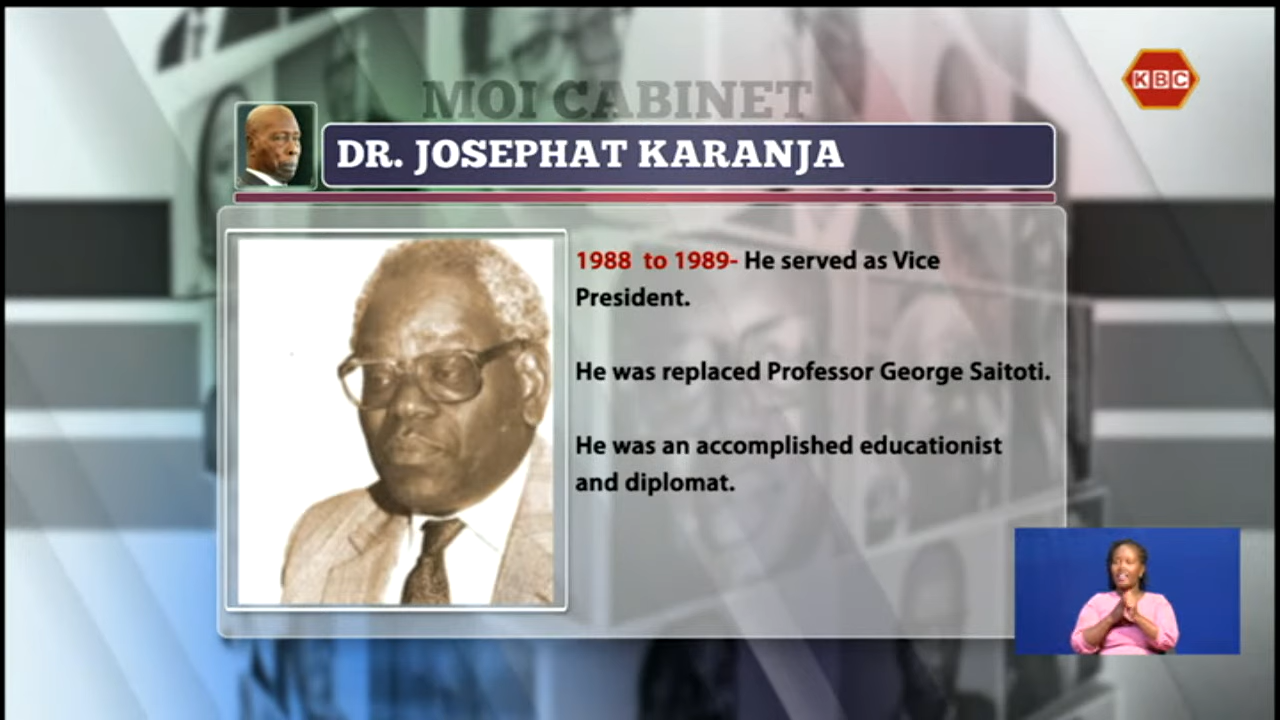 MOI CABINET
KBC
DR. JOSEPHAT KARANJA
1988 to 1989- He served as Vice
President.
He was replaced Professor George Saitoti.
He was an accomplished educationist
and diplomat.